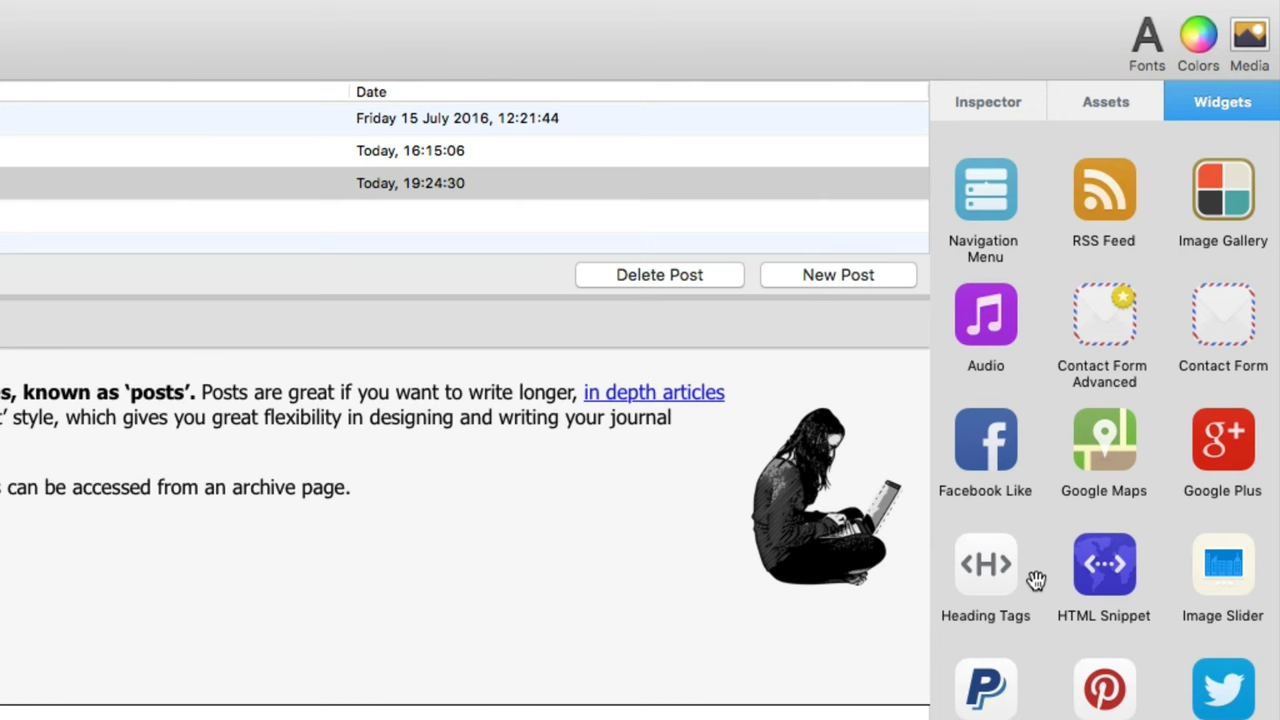 Fonts Colors Media
Date
Inspector Assets Widgets
Friday 15 July 2016, 12:21:44
Today, 16:15:06
Today, 19:24:30
Navigation Menu
RSS Feed
Image Gallery
Delete Post New Post
Audio
Contact Form Advanced
Contact Form
s, known as ‘posts’. Posts are great if you want to write longer, in depth articles
t’ style, which gives you great flexibility in designing and writing your journal
s can be accessed from an archive page.
Facebook Like
Google Maps
Google Plus
Heading Tags
HTML Snippet
Image Slider